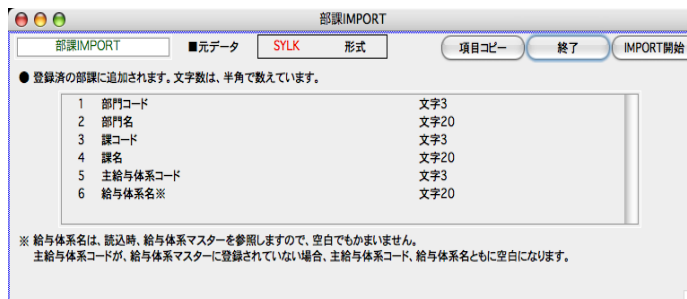 部課IMPORT
部課IMPORT ■元データ SYLK 形式 項目コピー 終了 IMPORT開始
● 登録済の部課に追加されます。文字数は、半角で数えています。
1 部門コード 文字3
2 部門名 文字20
3 課コード 文字3
4 課名 文字20
5 主給与体系コード 文字3
6 給与体系名※ 文字20
※ 給与体系名は、読込時、給与体系マスターを参照しますので、空白でもかまいません。
主給与体系コードが、給与体系マスターに登録されていない場合、主給与体系コード、給与体系名ともに空白になります。